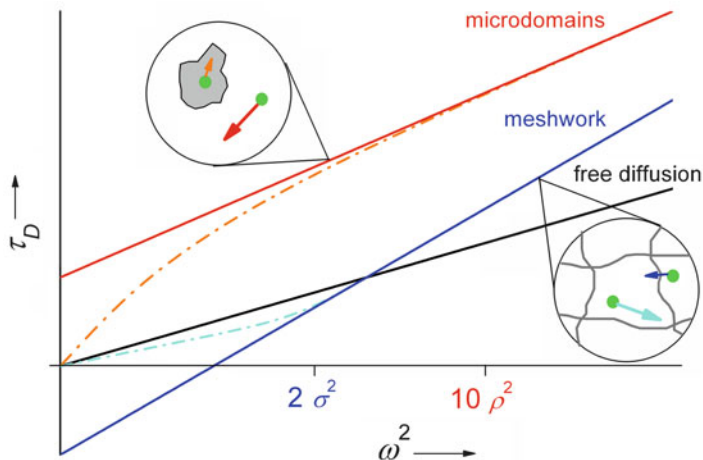 microdomains
meshwork
free diffusion
τD
2 σ²
10 ρ²
ω²